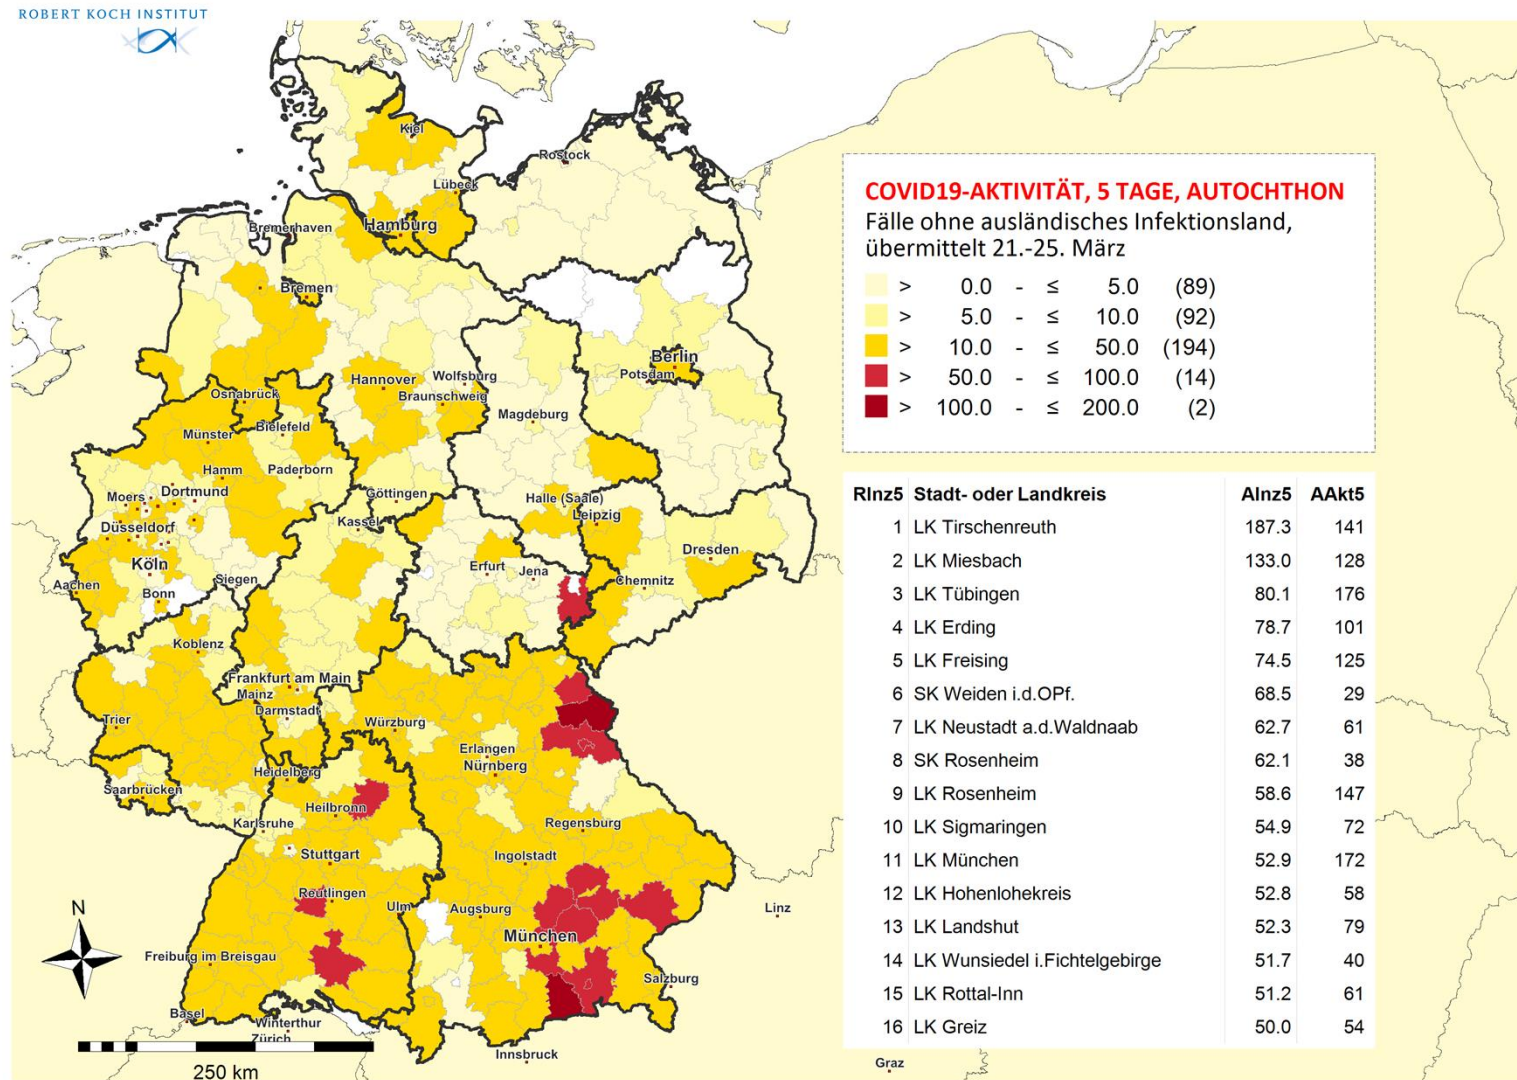 ROBERT KOCH INSTITUT
Kiel
Rostock
Lübeck
Hamburg
Bremerhaven
Bremen
Berlin
Potsdam
Hannover
Wolfsburg
Braunschweig
Osnabrück
Magdeburg
Münster
Bielefeld
Hamm
Paderborn
Moers
Dortmund
Göttingen
Halle (Saale)
Leipzig
Düsseldorf
Kassel
Köln
Dresden
Erfurt
Jena
Chemnitz
Aachen
Siegen
Bonn
Koblenz
Frankfurt am Main
Mainz
Darmstadt
Trier
Würzburg
Erlangen
Nürnberg
Heidelberg
Saarbrücken
Heilbronn
Karlsruhe
Regensburg
Stuttgart
Ingolstadt
Reutlingen
Ulm
Augsburg
München
Linz
Freiburg im Breisgau
Salzburg
Basel
Winterthur
Zürich
Innsbruck
Graz
N
250 km
COVID19-AKTIVITÄT, 5 TAGE, AUTOCHTHON
Fälle ohne ausländisches Infektionsland,
übermittelt 21.-25. März
> 0.0 - ≤ 5.0 (89)
> 5.0 - ≤ 10.0 (92)
> 10.0 - ≤ 50.0 (194)
> 50.0 - ≤ 100.0 (14)
> 100.0 - ≤ 200.0 (2)
RInz5 Stadt- oder Landkreis AInz5 AAkt5
1 LK Tirschenreuth 187.3 141
2 LK Miesbach 133.0 128
3 LK Tübingen 80.1 176
4 LK Erding 78.7 101
5 LK Freising 74.5 125
6 SK Weiden i.d.OPf. 68.5 29
7 LK Neustadt a.d.Waldnaab 62.7 61
8 SK Rosenheim 62.1 38
9 LK Rosenheim 58.6 147
10 LK Sigmaringen 54.9 72
11 LK München 52.9 172
12 LK Hohenlohekreis 52.8 58
13 LK Landshut 52.3 79
14 LK Wunsiedel i.Fichtelgebirge 51.7 40
15 LK Rottal-Inn 51.2 61
16 LK Greiz 50.0 54